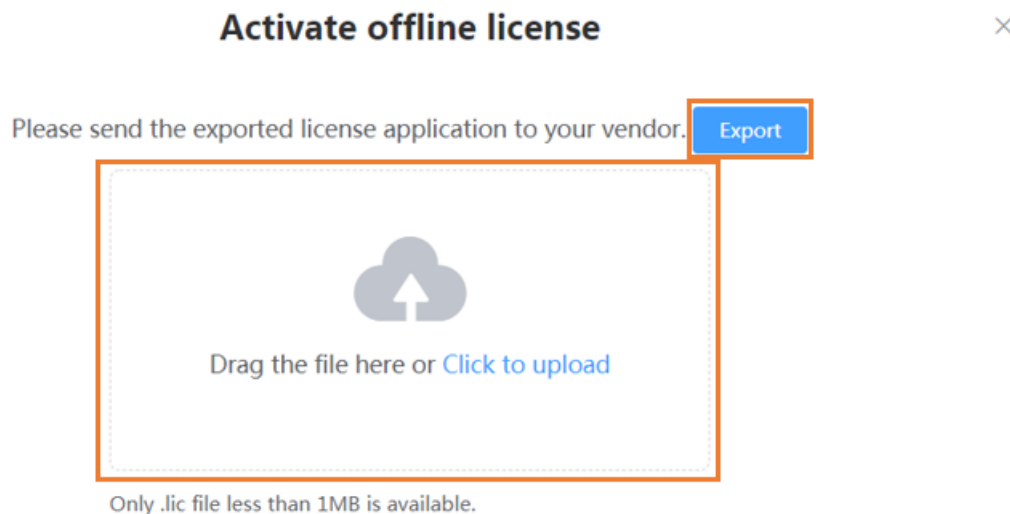 Activate offline license
Please send the exported license application to your vendor. Export
Drag the file here or Click to upload
Only .lic file less than 1MB is available.